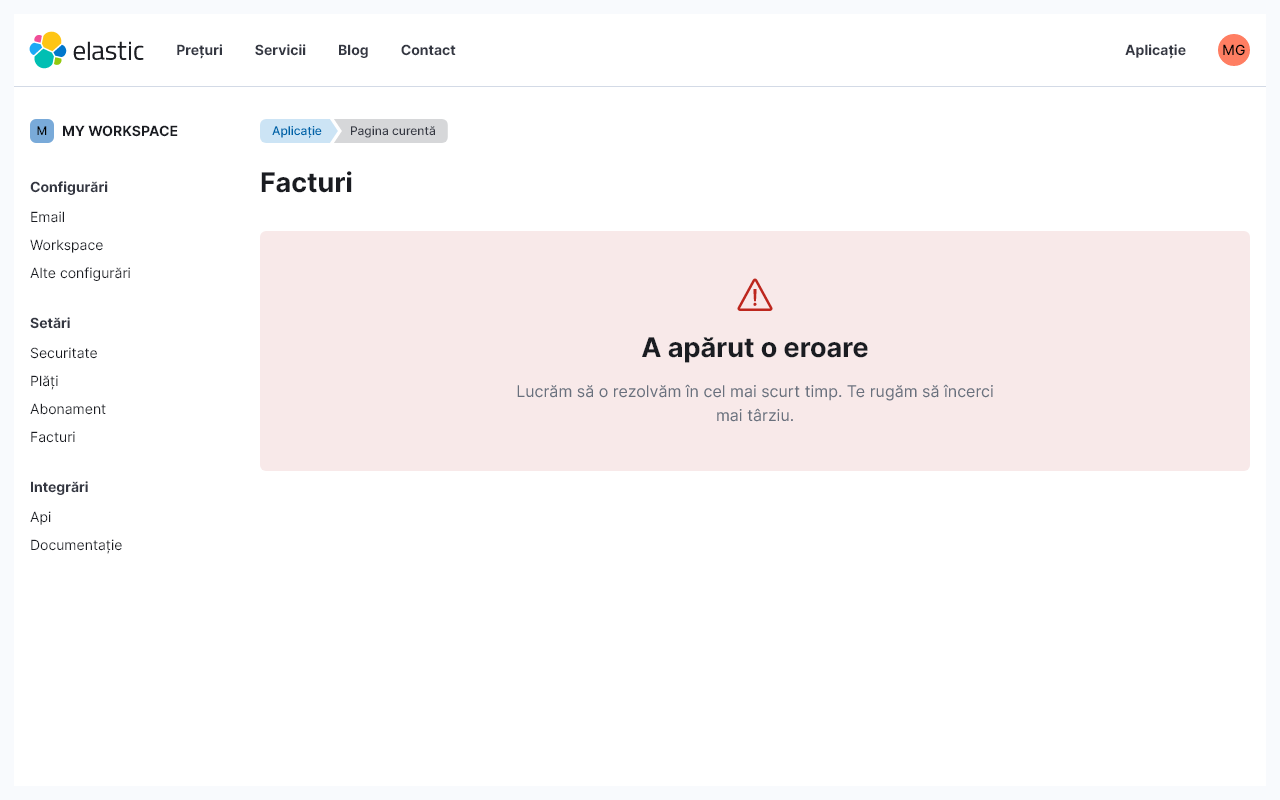 elastic Prețuri Servicii Blog Contact Aplicație MG
M MY WORKSPACE
Configurări
Email
Workspace
Alte configurări
Setări
Securitate
Plăți
Abonament
Facturi
Integrări
Api
Documentație
Aplicație Pagina curentă
Facturi
A apărut o eroare
Lucrăm să o rezolvăm în cel mai scurt timp. Te rugăm să încerci
mai târziu.